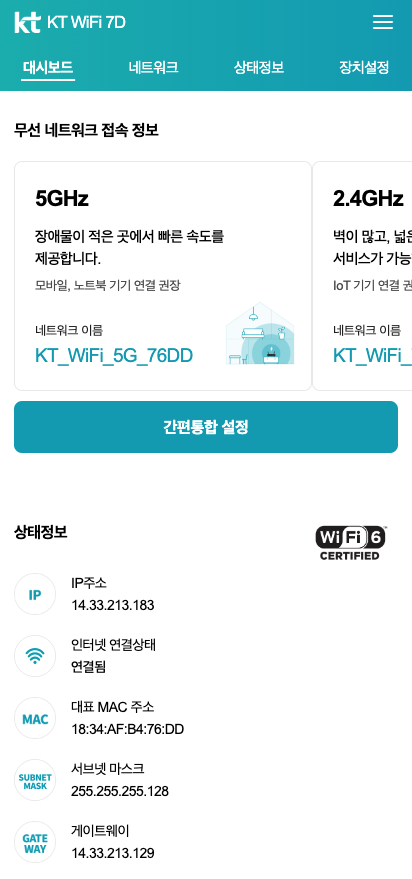 kt KT WiFi 7D
대시보드 네트워크 상태정보 장치설정
무선 네트워크 접속 정보
5GHz
장애물이 적은 곳에서 빠른 속도를
제공합니다.
모바일, 노트북 기기 연결 권장
네트워크 이름
KT_WiFi_5G_76DD
2.4GHz
벽이 많고, 넓은
서비스가 가능
IoT 기기 연결 권
네트워크 이름
KT_WiFi_
간편통합 설정
상태정보
Wi Fi 6
CERTIFIED
IP
IP주소
14.33.213.183
인터넷 연결상태
연결됨
MAC
대표 MAC 주소
18:34:AF:B4:76:DD
SUBNET
MASK
서브넷 마스크
255.255.255.128
GATE
WAY
게이트웨이
14.33.213.129